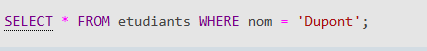 SELECT * FROM etudiants WHERE nom = 'Dupont';